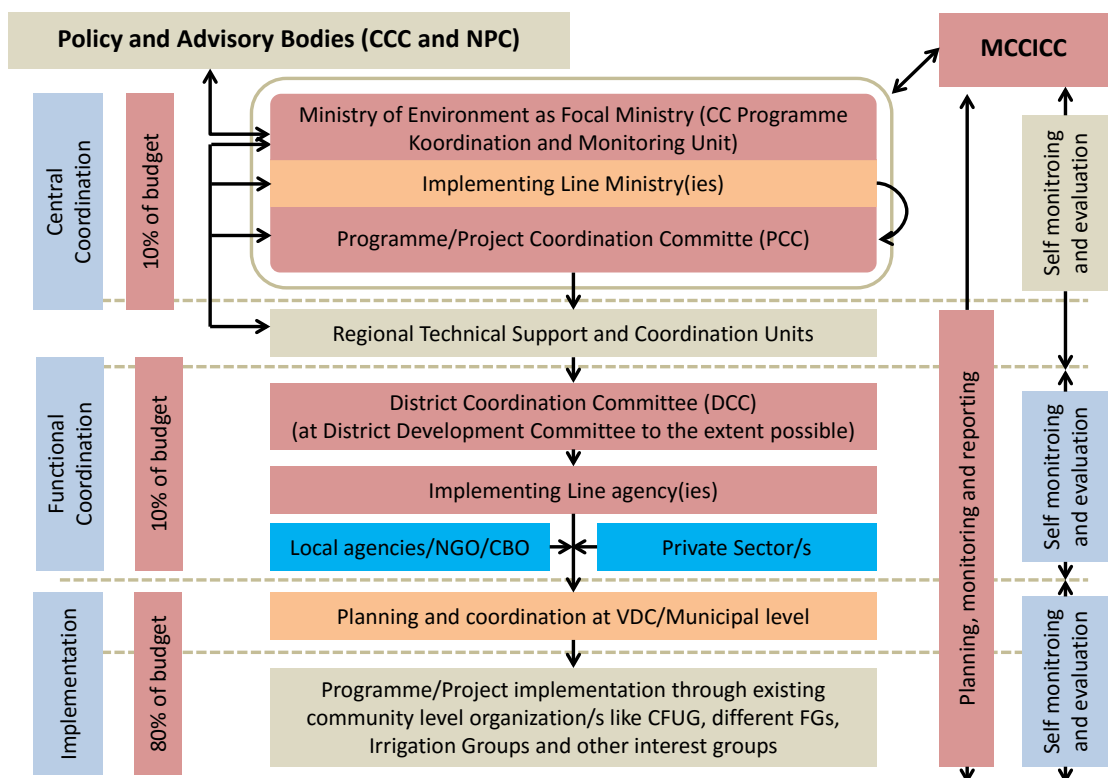 Policy and Advisory Bodies (CCC and NPC)
MCCICC
Central
Coordination
10% of budget
Ministry of Environment as Focal Ministry (CC Programme
Koordination and Monitoring Unit)
Implementing Line Ministry(ies)
Programme/Project Coordination Committe (PCC)
Self monitroing
and evaluation
Regional Technical Support and Coordination Units
Functional
Coordination
10% of budget
District Coordination Committee (DCC)
(at District Development Committee to the extent possible)
Implementing Line agency(ies)
Local agencies/NGO/CBO
Private Sector/s
Planning, monitoring and reporting
Self monitroing
and evaluation
Implementation
80% of budget
Planning and coordination at VDC/Municipal level
Programme/Project implementation through existing
community level organization/s like CFUG, different FGs,
Irrigation Groups and other interest groups
Self monitroing
and evaluation